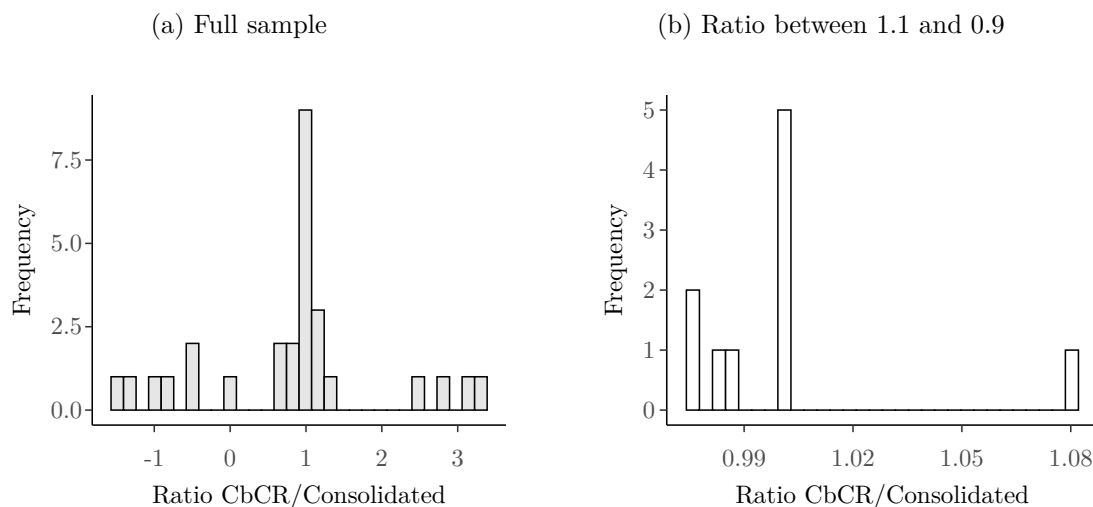 (a) Full sample
(b) Ratio between 1.1 and 0.9
Frequency
7.5
5.0
2.5
0.0
-1 0 1 2 3
Ratio CbCR/Consolidated
Frequency
5
4
3
2
1
0
0.99 1.02 1.05 1.08
Ratio CbCR/Consolidated